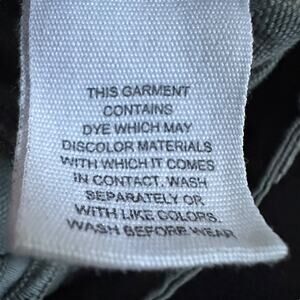 THIS GARMENT
CONTAINS
DYE WHICH MAY
DISCOLOR MATERIALS
WITH WHICH IT COMES
IN CONTACT. WASH
SEPARATELY OR
WITH LIKE COLORS.
WASH BEFORE WEAR